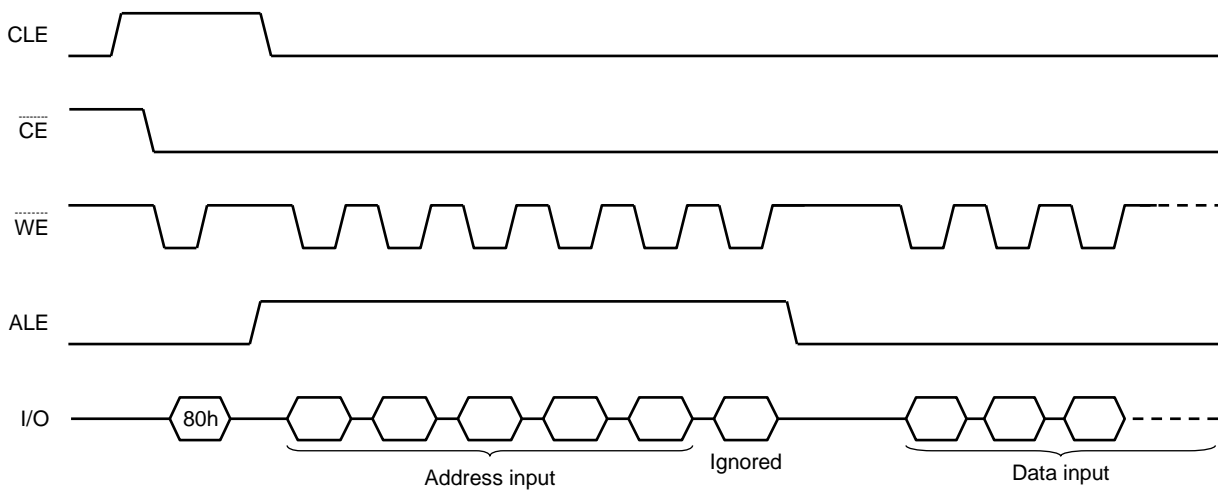 CLE
CE
WE
ALE
I/O
80h
Address input
Ignored
Data input